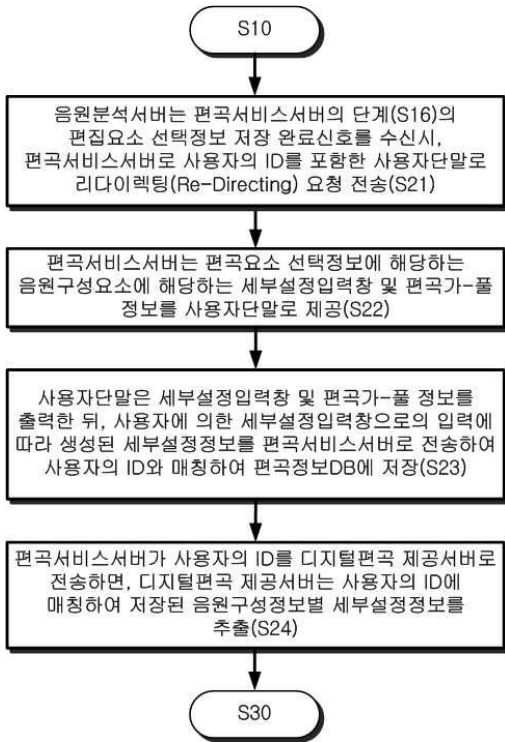 S10
음원분석서버는 편곡서비스서버의 단계(S16)의
편집요소 선택정보 저장 완료신호를 수신시,
편곡서비스서버로 사용자의 ID를 포함한 사용자단말로
리다이렉팅(Re-Directing) 요청 전송(S21)
편곡서비스서버는 편곡요소 선택정보에 해당하는
음원구성요소에 해당하는 세부설정입력창 및 편곡가-풀
정보를 사용자단말로 제공(S22)
사용자단말은 세부설정입력창 및 편곡가-풀 정보를
출력한 뒤, 사용자에 의한 세부설정입력창으로의 입력에
따라 생성된 세부설정정보를 편곡서비스서버로 전송하여
사용자의 ID와 매칭하여 편곡정보DB에 저장(S23)
편곡서비스서버가 사용자의 ID를 디지털편곡 제공서버로
전송하면, 디지털편곡 제공서버는 사용자의 ID에
매칭하여 저장된 음원구성정보별 세부설정정보를
추출(S24)
S30